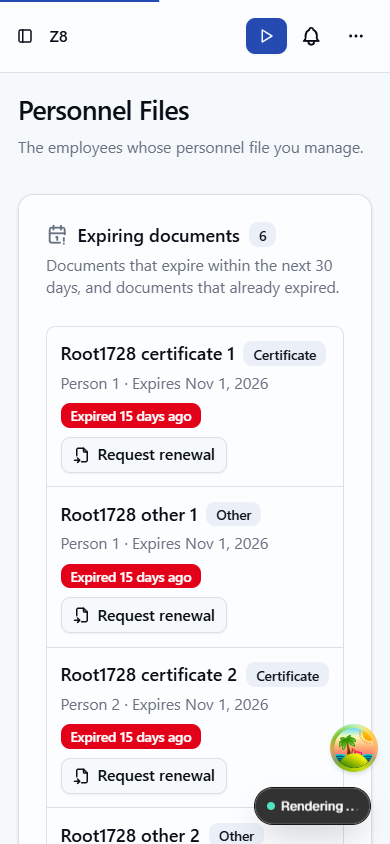 Z8
Personnel Files
The employees whose personnel file you manage.
Expiring documents 6
Documents that expire within the next 30
days, and documents that already expired.
Root1728 certificate 1 Certificate
Person 1 · Expires Nov 1, 2026
Expired 15 days ago
Request renewal
Root1728 other 1 Other
Person 1 · Expires Nov 1, 2026
Expired 15 days ago
Request renewal
Root1728 certificate 2 Certificate
Person 2 · Expires Nov 1, 2026
Expired 15 days ago
Request renewal
Rendering ...
Root1728 other 2 Other